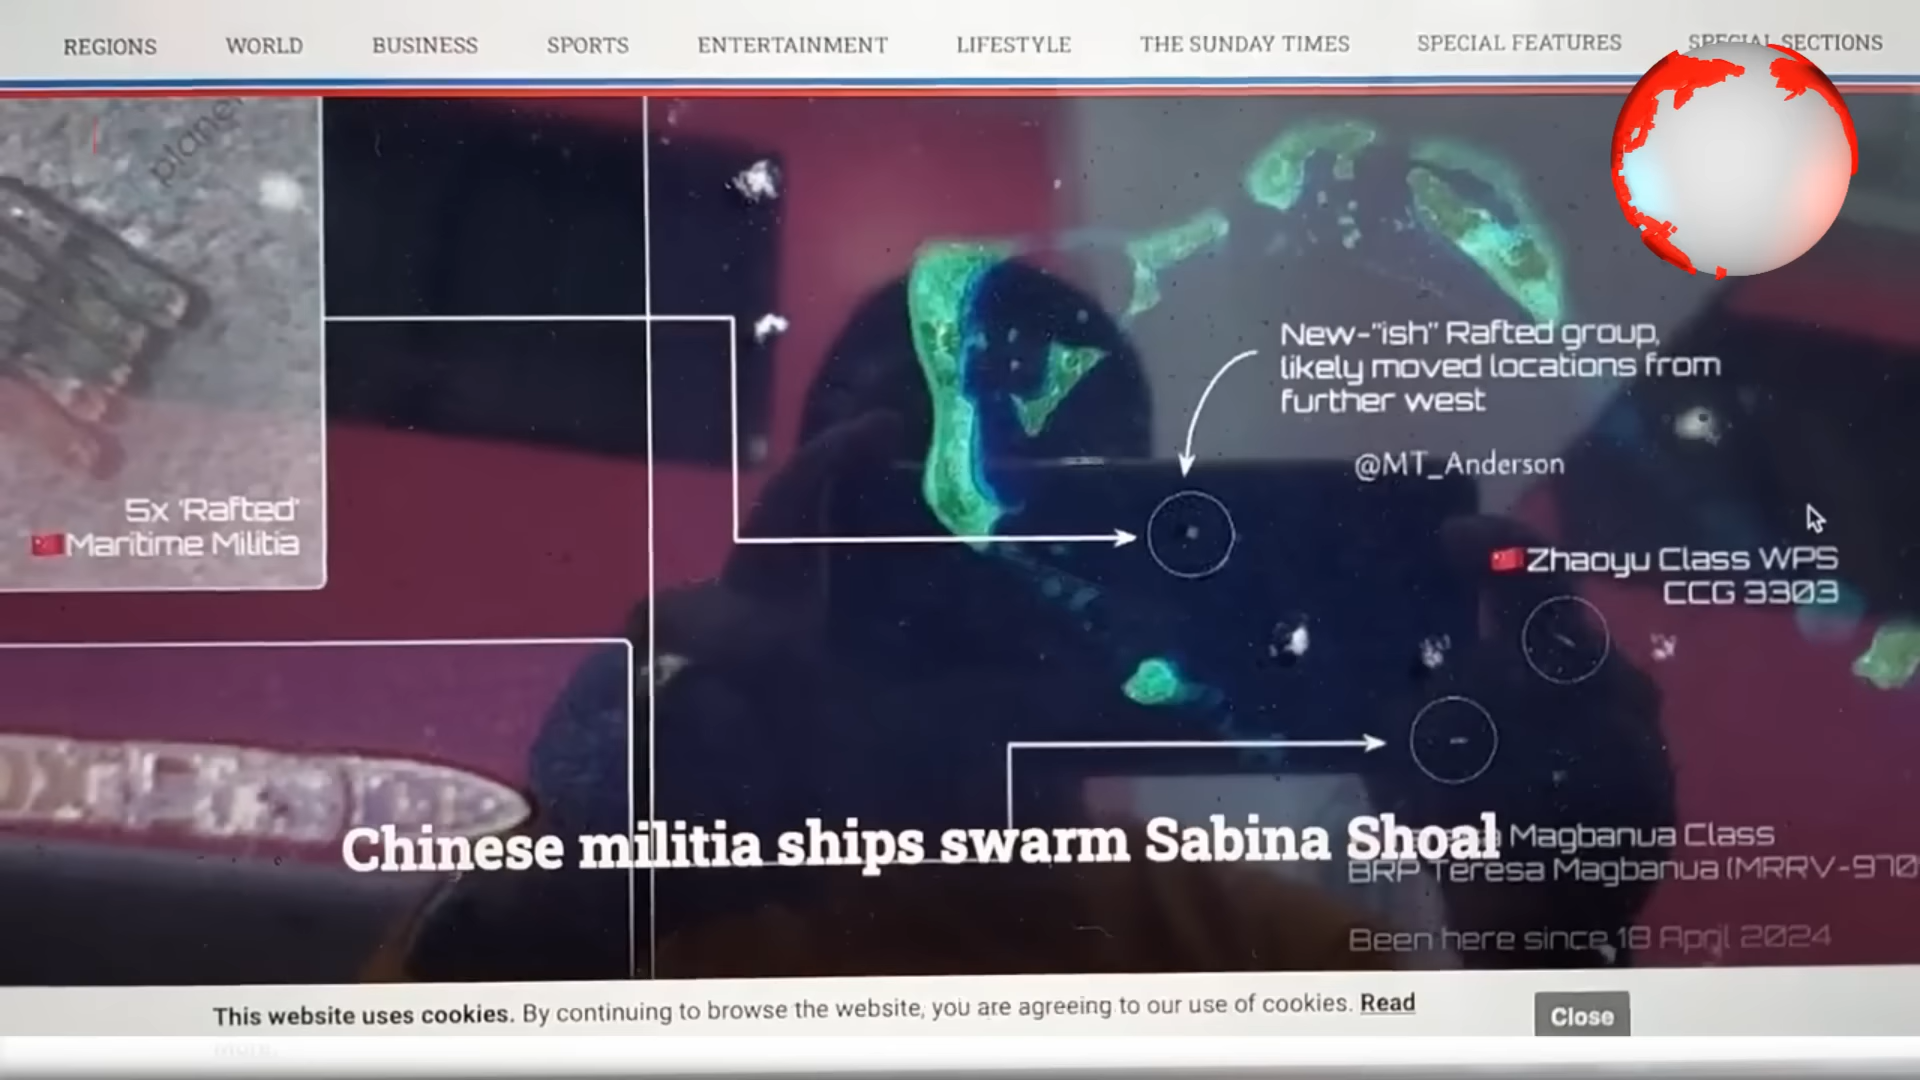 REGIONS WORLD BUSINESS SPORTS ENTERTAINMENT LIFESTYLE THE SUNDAY TIMES SPECIAL FEATURES SPECIAL SECTIONS
planet
New-"ish" Rafted group,
likely moved locations from
further west
@MT_Anderson
5x 'Rafted'
Maritime Militia
Zhaoyu Class WPS
CCG 3303
Chinese militia ships swarm Sabina Shoal
Magbanua Class
BRP Teresa Magbanua (MRRV-970
Been here since 18 April 2024
This website uses cookies. By continuing to browse the website, you are agreeing to our use of cookies. Read
more.
Close